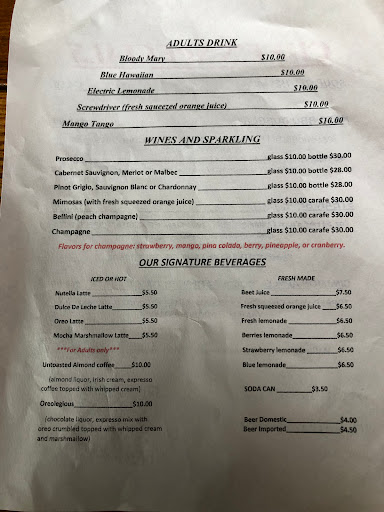 ADULTS DRINK
Bloody Mary $10.00
Blue Hawaiian $10.00
Electric Lemonade $10.00
Screwdriver (fresh squeezed orange juice) $10.00
Mango Tango $10.00
WINES AND SPARKLING
Prosecco glass $10.00 bottle $30.00
Cabernet Sauvignon, Merlot or Malbec glass $10.00 bottle $28.00
Pinot Grigio, Sauvignon Blanc or Chardonnay glass $10.00 bottle $28.00
Mimosas (with fresh squeezed orange juice) glass $10.00 carafe $30.00
Bellini (peach champagne) glass $10.00 carafe $30.00
Champagne glass $10.00 carafe $30.00
Flavors for champagne: strawberry, mango, pina colada, berry, pineapple, or cranberry.
OUR SIGNATURE BEVERAGES
ICED OR HOT
Nutella Latte $5.50
Dulce De Leche Latte $5.50
Oreo Latte $5.50
Mocha Marshmallow Latte $5.50
***For Adults only***
Untoasted Almond coffee $10.00
(almond liquor, Irish cream, expresso
coffee topped with whipped cream)
Oreolegious $10.00
(chocolate liquor, expresso mix with
oreo crumbled topped with whipped cream
and marshmallow)
FRESH MADE
Beet Juice $7.50
Fresh squeezed orange juice $6.50
Fresh lemonade $6.50
Berries lemonade $6.50
Strawberry lemonade $6.50
Blue lemonade $6.50
SODA CAN $3.50
Beer Domestic $4.00
Beer Imported $4.50